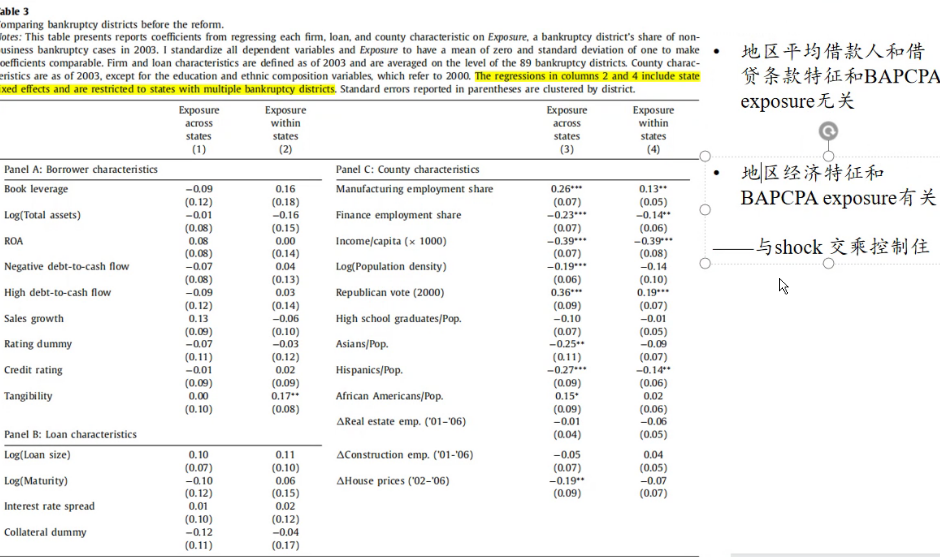 able 3
omparing bankruptcy districts before the reform.
Notes: This table presents reports coefficients from regressing each firm, loan, and county characteristic on Exposure, a bankruptcy district's share of non-
business bankruptcy cases in 2003. I standardize all dependent variables and Exposure to have a mean of zero and standard deviation of one to make
oefficients comparable. Firm and loan characteristics are defined as of 2003 and are averaged on the level of the 89 bankruptcy districts. County charac-
eristics are as of 2003, except for the education and ethnic composition variables, which refer to 2000. The regressions in columns 2 and 4 include state
ixed effects and are restricted to states with multiple bankruptcy districts. Standard errors reported in parentheses are clustered by district.
Exposure Exposure Exposure Exposure
across within across within
states states states states
(1) (2) (3) (4)
Panel A: Borrower characteristics Panel C: County characteristics
Book leverage −0.09 0.16 Manufacturing employment share 0.26*** 0.13**
(0.12) (0.18) (0.07) (0.05)
Log(Total assets) −0.01 −0.16 Finance employment share −0.23*** −0.14**
(0.08) (0.15) (0.07) (0.06)
ROA 0.08 0.00 Income/capita (× 1000) −0.39*** −0.39***
(0.08) (0.14) (0.07) (0.08)
Negative debt-to-cash flow −0.07 0.04 Log(Population density) −0.19*** −0.14
(0.08) (0.13) (0.06) (0.10)
High debt-to-cash flow −0.09 0.03 Republican vote (2000) 0.36*** 0.19***
(0.12) (0.14) (0.09) (0.07)
Sales growth 0.13 −0.06 High school graduates/Pop. −0.10 −0.01
(0.09) (0.10) (0.07) (0.05)
Rating dummy −0.07 −0.03 Asians/Pop. −0.25** −0.09
(0.11) (0.12) (0.11) (0.07)
Credit rating −0.01 0.02 Hispanics/Pop. −0.27*** −0.14**
(0.09) (0.09) (0.09) (0.06)
Tangibility 0.00 0.17** African Americans/Pop. 0.15* 0.02
(0.10) (0.08) (0.09) (0.06)
ΔReal estate emp. ('01–'06) −0.01 −0.06
Panel B: Loan characteristics (0.04) (0.05)
Log(Loan size) 0.10 0.11 ΔConstruction emp. ('01-'06) −0.05 0.04
(0.07) (0.10) (0.07) (0.05)
Log(Maturity) −0.10 0.06 ΔHouse prices ('02–'06) −0.19** −0.07
(0.12) (0.15) (0.09) (0.07)
Interest rate spread 0.01 0.02
(0.10) (0.12)
Collateral dummy −0.12 −0.04
(0.11) (0.17)
• 地区平均借款人和借
贷条款特征和BAPCPA
exposure无关
• 地区经济特征和
BAPCPA exposure有关
——与shock 交乘控制住